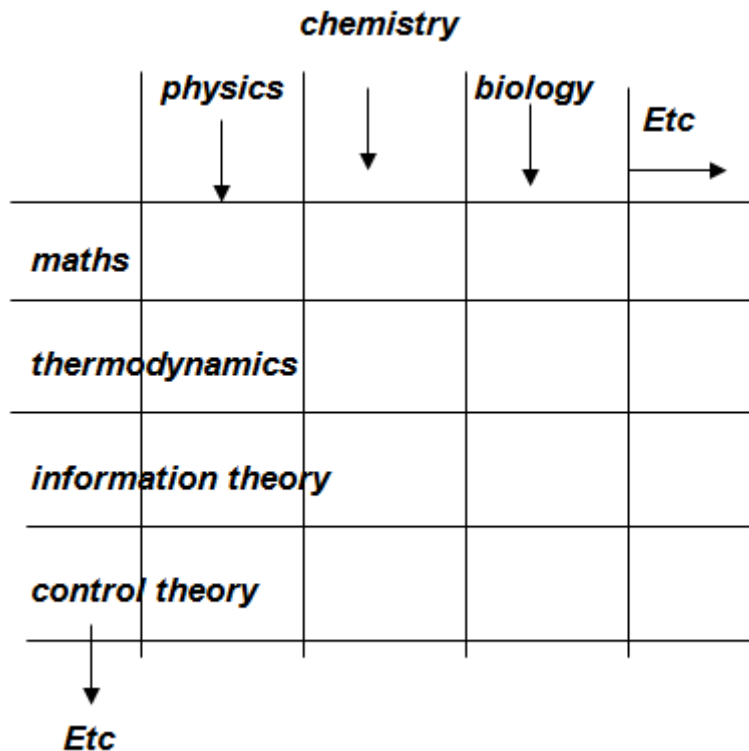 chemistry
physics
biology
Etc
maths
thermodynamics
information theory
control theory
Etc